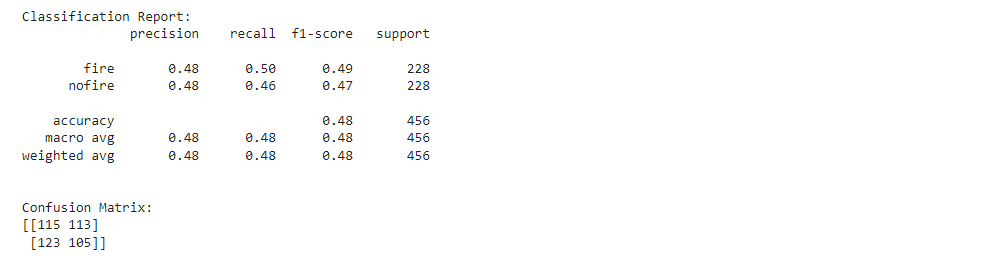 Classification Report:
precision recall f1-score support
fire 0.48 0.50 0.49 228
nofire 0.48 0.46 0.47 228
accuracy 0.48 456
macro avg 0.48 0.48 0.48 456
weighted avg 0.48 0.48 0.48 456
Confusion Matrix:
[[115 113]
[123 105]]